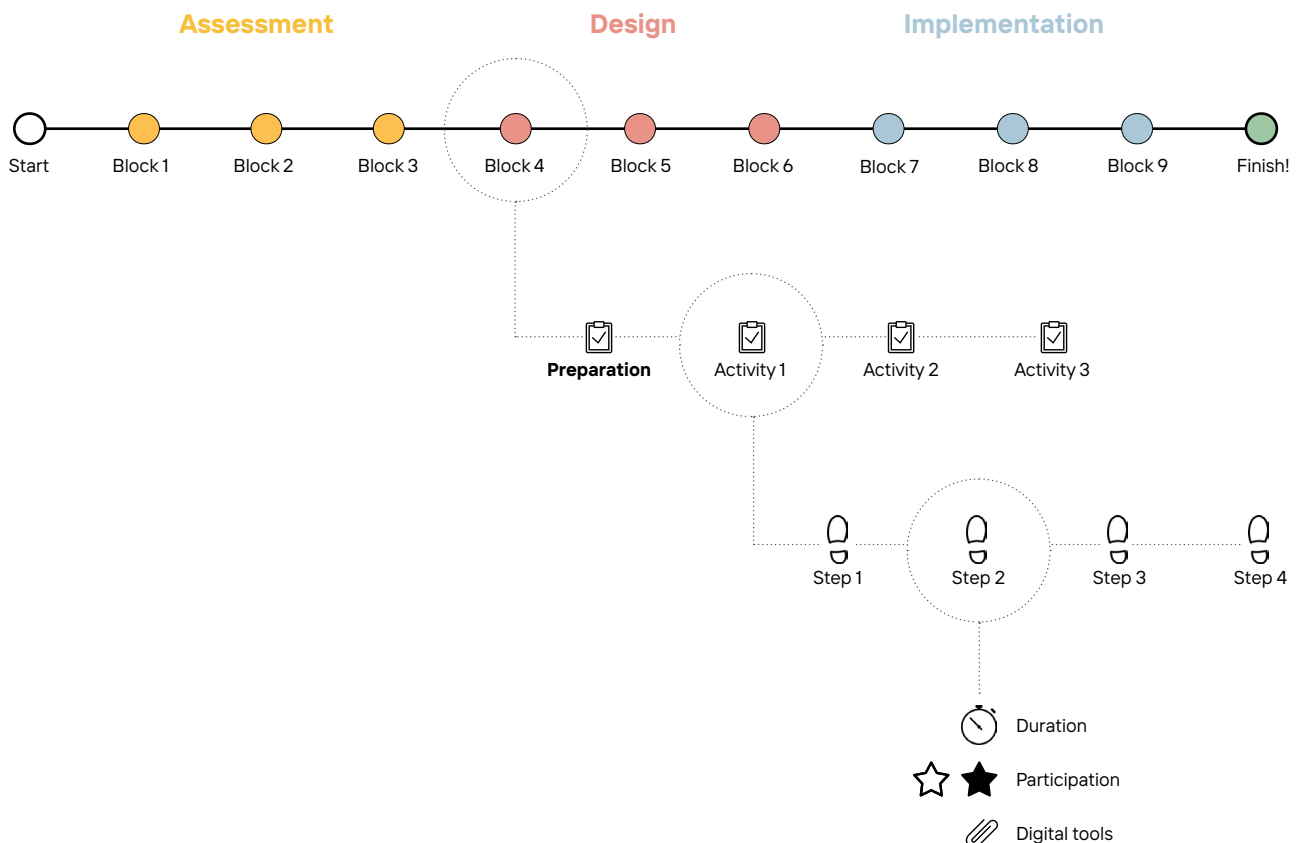 Assessment Design Implementation
Start Block 1 Block 2 Block 3 Block 4 Block 5 Block 6 Block 7 Block 8 Block 9 Finish!
Preparation Activity 1 Activity 2 Activity 3
Step 1 Step 2 Step 3 Step 4
Duration
Participation
Digital tools